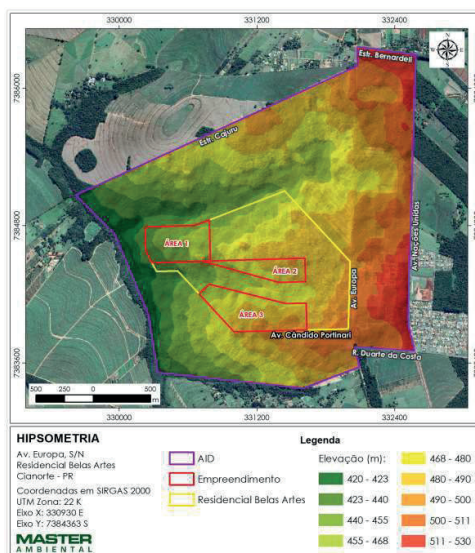 330000 331200 332400
Estr. Bernardeli
7386000
Estr. Cajuru
7384800
ÁREA 1
Av. Nações Unidas
ÁREA 2
Av. Europa
ÁREA 3
Av. Cândido Portinari
R. Duarte da Costa
7383600
500 250 0 500
m
330000 331200 332400
HIPSOMETRIA
Av. Europa, S/N
Residencial Belas Artes
Cianorte - PR
Coordenadas em SIRGAS 2000
UTM Zona: 22 K
Eixo X: 330930 E
Eixo Y: 7384363 S
MASTER
AMBIENTAL
Legenda
AID
Empreendimento
Residencial Belas Artes
Elevação (m):
420 - 423
423 - 440
440 - 455
455 - 468
468 - 480
480 - 490
490 - 500
500 - 511
511 - 530